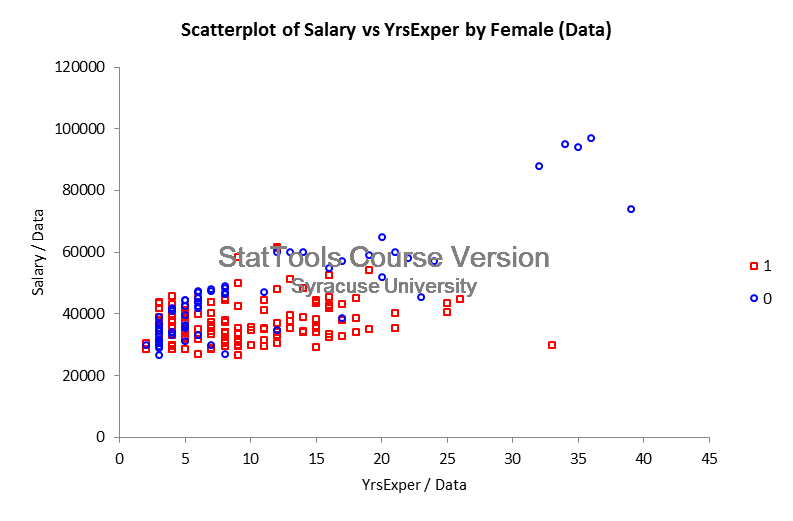 Scatterplot of Salary vs YrsExper by Female (Data)
120000
100000
80000
60000
40000
20000
0
Salary / Data
StatTools Course Version
Syracuse University
1
0
0 5 10 15 20 25 30 35 40 45
YrsExper / Data